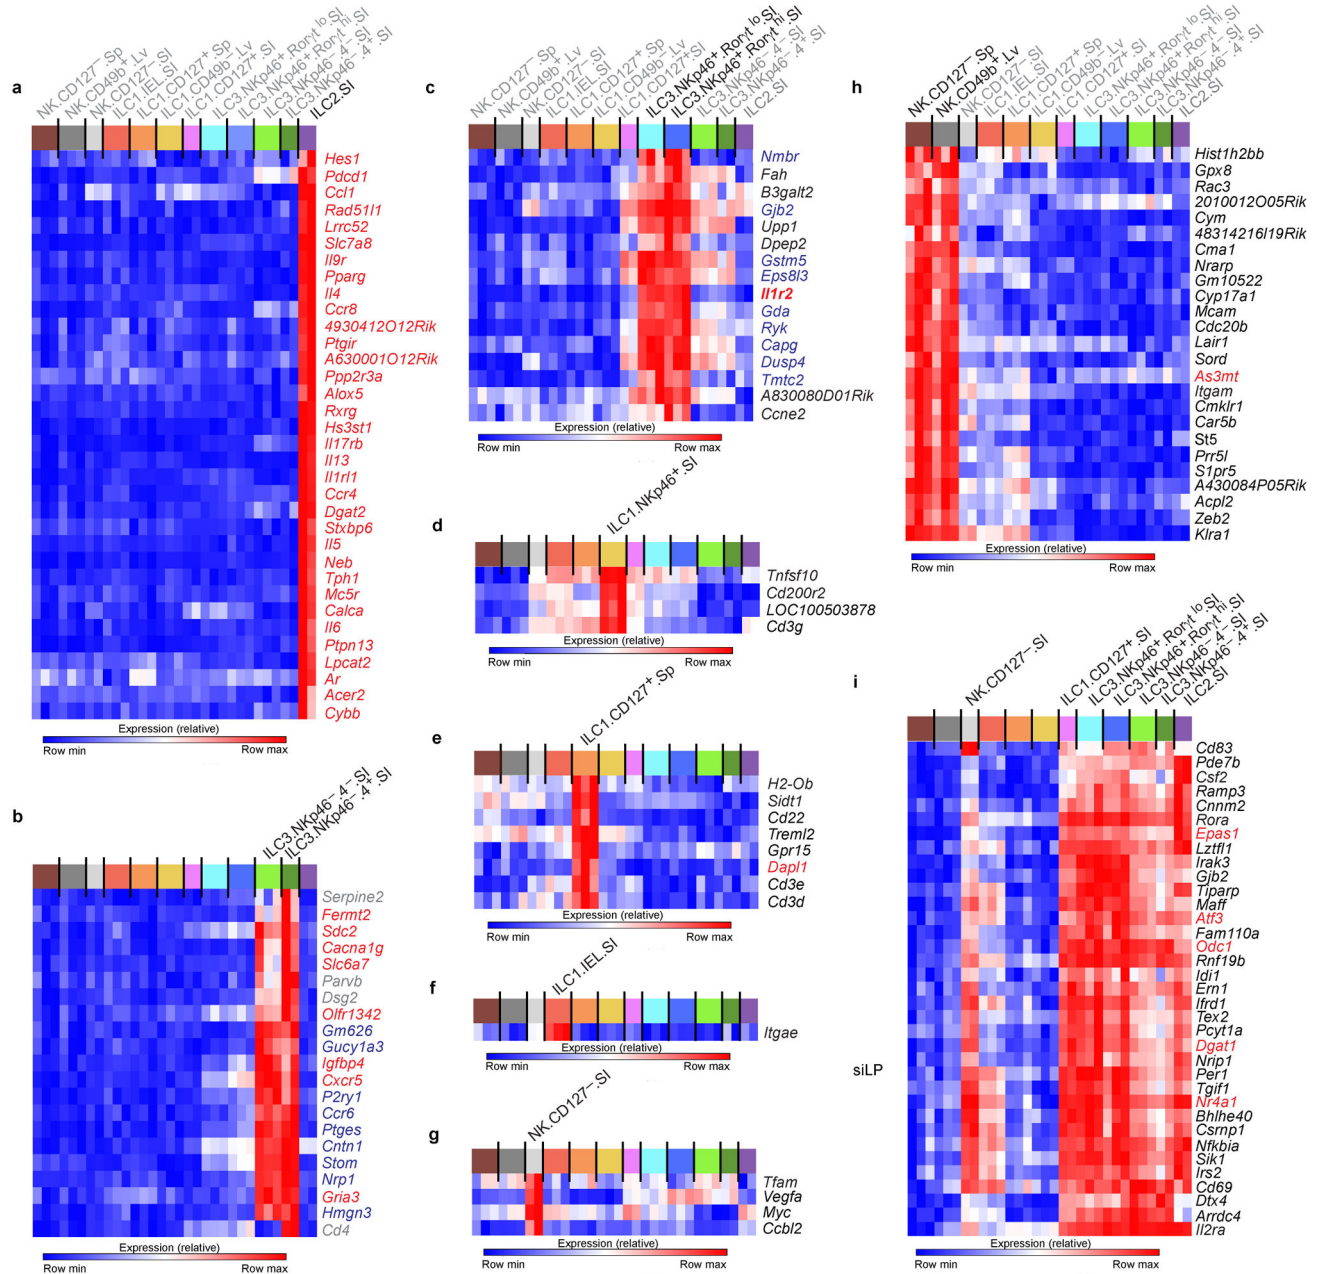 a
NK.CD127⁻.Sp
NK.CD49b⁺.Lv
NK.CD127⁻.SI
ILC1.IEL.SI
ILC1.CD127⁺.Sp
ILC1.CD49b⁻.Lv
ILC1.CD127⁺.SI
ILC3.NKp46⁺.Rorγt lo.SI
ILC3.NKp46⁺.Rorγt hi.SI
ILC3.NKp46⁻.4⁻.SI
ILC3.NKp46⁻.4⁺.SI
ILC2.SI
Hes1
Pdcd1
Ccl1
Rad51l1
Lrrc52
Slc7a8
Il9r
Pparg
Il4
Ccr8
4930412O12Rik
Ptgir
A630001O12Rik
Ppp2r3a
Alox5
Rxrg
Hs3st1
Il17rb
Il13
Il1rl1
Ccr4
Dgat2
Stxbp6
Il5
Neb
Tph1
Mc5r
Calca
Il6
Ptpn13
Lpcat2
Ar
Acer2
Cybb
Expression (relative)
Row min Row max
b
ILC3.NKp46⁻.4⁻.SI
ILC3.NKp46⁻.4⁺.SI
Serpine2
Fermt2
Sdc2
Cacna1g
Slc6a7
Parvb
Dsg2
Olfr1342
Gm626
Gucy1a3
Igfbp4
Cxcr5
P2ry1
Ccr6
Ptges
Cntn1
Stom
Nrp1
Gria3
Hmgn3
Cd4
Expression (relative)
Row min Row max
c
NK.CD127⁻.Sp
NK.CD49b⁺.Lv
NK.CD127⁻.SI
ILC1.IEL.SI
ILC1.CD127⁺.Sp
ILC1.CD49b⁻.Lv
ILC1.CD127⁺.SI
ILC3.NKp46⁺.Rorγt lo.SI
ILC3.NKp46⁺.Rorγt hi.SI
ILC3.NKp46⁻.4⁻.SI
ILC3.NKp46⁻.4⁺.SI
ILC2.SI
Nmbr
Fah
B3galt2
Gjb2
Upp1
Dpep2
Gstm5
Eps8l3
Il1r2
Gda
Ryk
Capg
Dusp4
Tmtc2
A830080D01Rik
Ccne2
Expression (relative)
Row min Row max
d
ILC1.NKp46⁺.SI
Tnfsf10
Cd200r2
LOC100503878
Cd3g
Expression (relative)
Row min Row max
e
ILC1.CD127⁺.Sp
H2-Ob
Sidt1
Cd22
Treml2
Gpr15
Dapl1
Cd3e
Cd3d
Expression (relative)
Row min Row max
f
ILC1.IEL.SI
Itgae
Expression (relative)
Row min Row max
g
NK.CD127⁻.SI
Tfam
Vegfa
Myc
Ccbl2
Expression (relative)
Row min Row max
h
NK.CD127⁻.Sp
NK.CD49b⁺.Lv
NK.CD127⁻.SI
ILC1.IEL.SI
ILC1.CD127⁺.Sp
ILC1.CD49b⁻.Lv
ILC1.CD127⁺.SI
ILC3.NKp46⁺.Rorγt lo.SI
ILC3.NKp46⁺.Rorγt hi.SI
ILC3.NKp46⁻.4⁻.SI
ILC3.NKp46⁻.4⁺.SI
ILC2.SI
Hist1h2bb
Gpx8
Rac3
2010012O05Rik
Cym
48314216I19Rik
Cma1
Nrarp
Gm10522
Cyp17a1
Mcam
Cdc20b
Lair1
Sord
As3mt
Itgam
Cmklr1
Car5b
St5
Prr5l
S1pr5
A430084P05Rik
Acpl2
Zeb2
Klra1
Expression (relative)
Row min Row max
i
NK.CD127⁻.SI
ILC1.CD127⁺.SI
ILC3.NKp46⁺.Rorγt lo.SI
ILC3.NKp46⁺.Rorγt hi.SI
ILC3.NKp46⁻.4⁻.SI
ILC3.NKp46⁻.4⁺.SI
ILC2.SI
siLP
Cd83
Pde7b
Csf2
Ramp3
Cnnm2
Rora
Epas1
Lztfl1
Irak3
Gjb2
Tiparp
Maff
Atf3
Fam110a
Odc1
Rnf19b
Idi1
Ern1
Ifrd1
Tex2
Pcyt1a
Dgat1
Nrip1
Per1
Tgif1
Nr4a1
Bhlhe40
Csrnp1
Nfkbia
Sik1
Irs2
Cd69
Dtx4
Arrdc4
Il2ra
Expression (relative)
Row min Row max